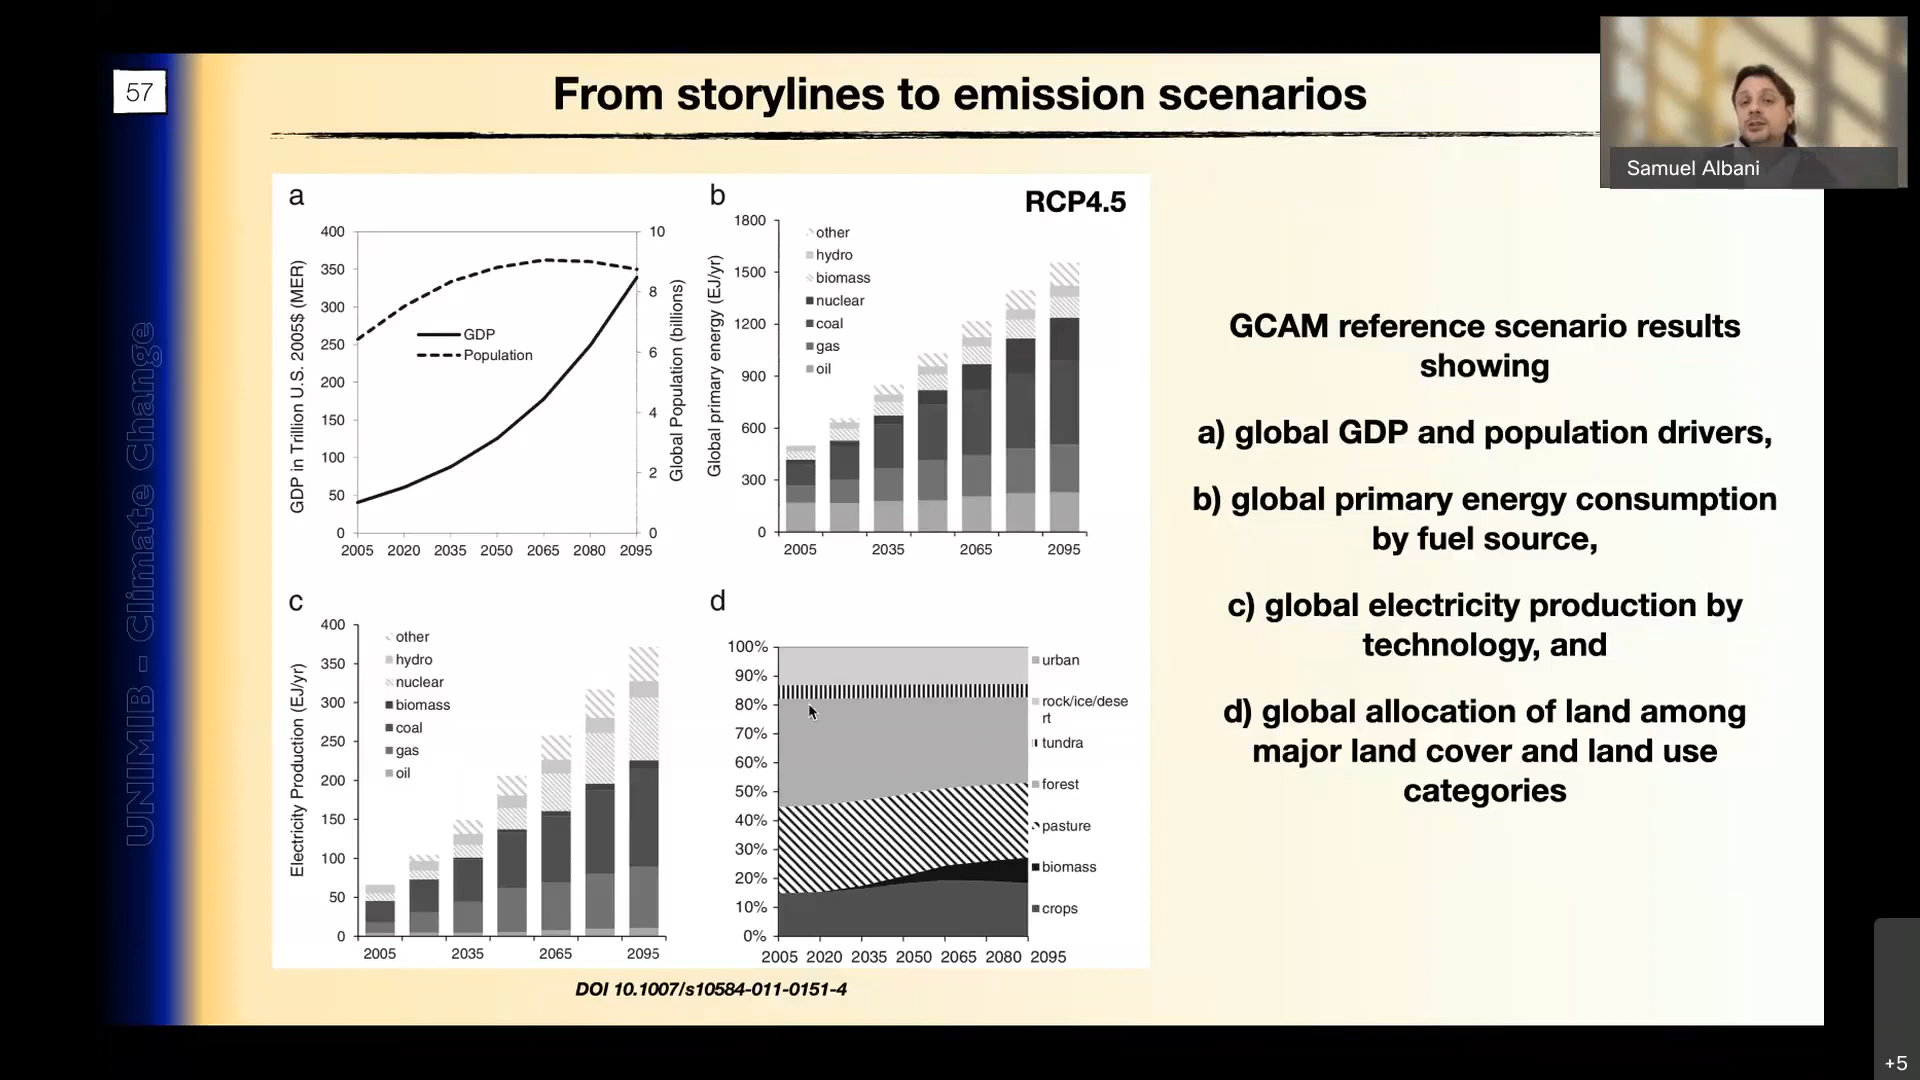 57
From storylines to emission scenarios
Samuel Albani
UNIMIB - Climate Change
a
GDP in Trillion U.S. 2005$ (MER)
400
350
300
250
200
150
100
50
0
GDP
Population
10
8
6
4
2
0
Global Population (billions)
2005 2020 2035 2050 2065 2080 2095
b
RCP4.5
Global primary energy (EJ/yr)
1800
1500
1200
900
600
300
0
other
hydro
biomass
nuclear
coal
gas
oil
2005 2035 2065 2095
c
Electricity Production (EJ/yr)
400
350
300
250
200
150
100
50
0
other
hydro
nuclear
biomass
coal
gas
oil
2005 2035 2065 2095
d
100%
90%
80%
70%
60%
50%
40%
30%
20%
10%
0%
urban
rock/ice/dese
rt
tundra
forest
pasture
biomass
crops
2005 2020 2035 2050 2065 2080 2095
DOI 10.1007/s10584-011-0151-4
GCAM reference scenario results
showing
a) global GDP and population drivers,
b) global primary energy consumption
by fuel source,
c) global electricity production by
technology, and
d) global allocation of land among
major land cover and land use
categories
+5